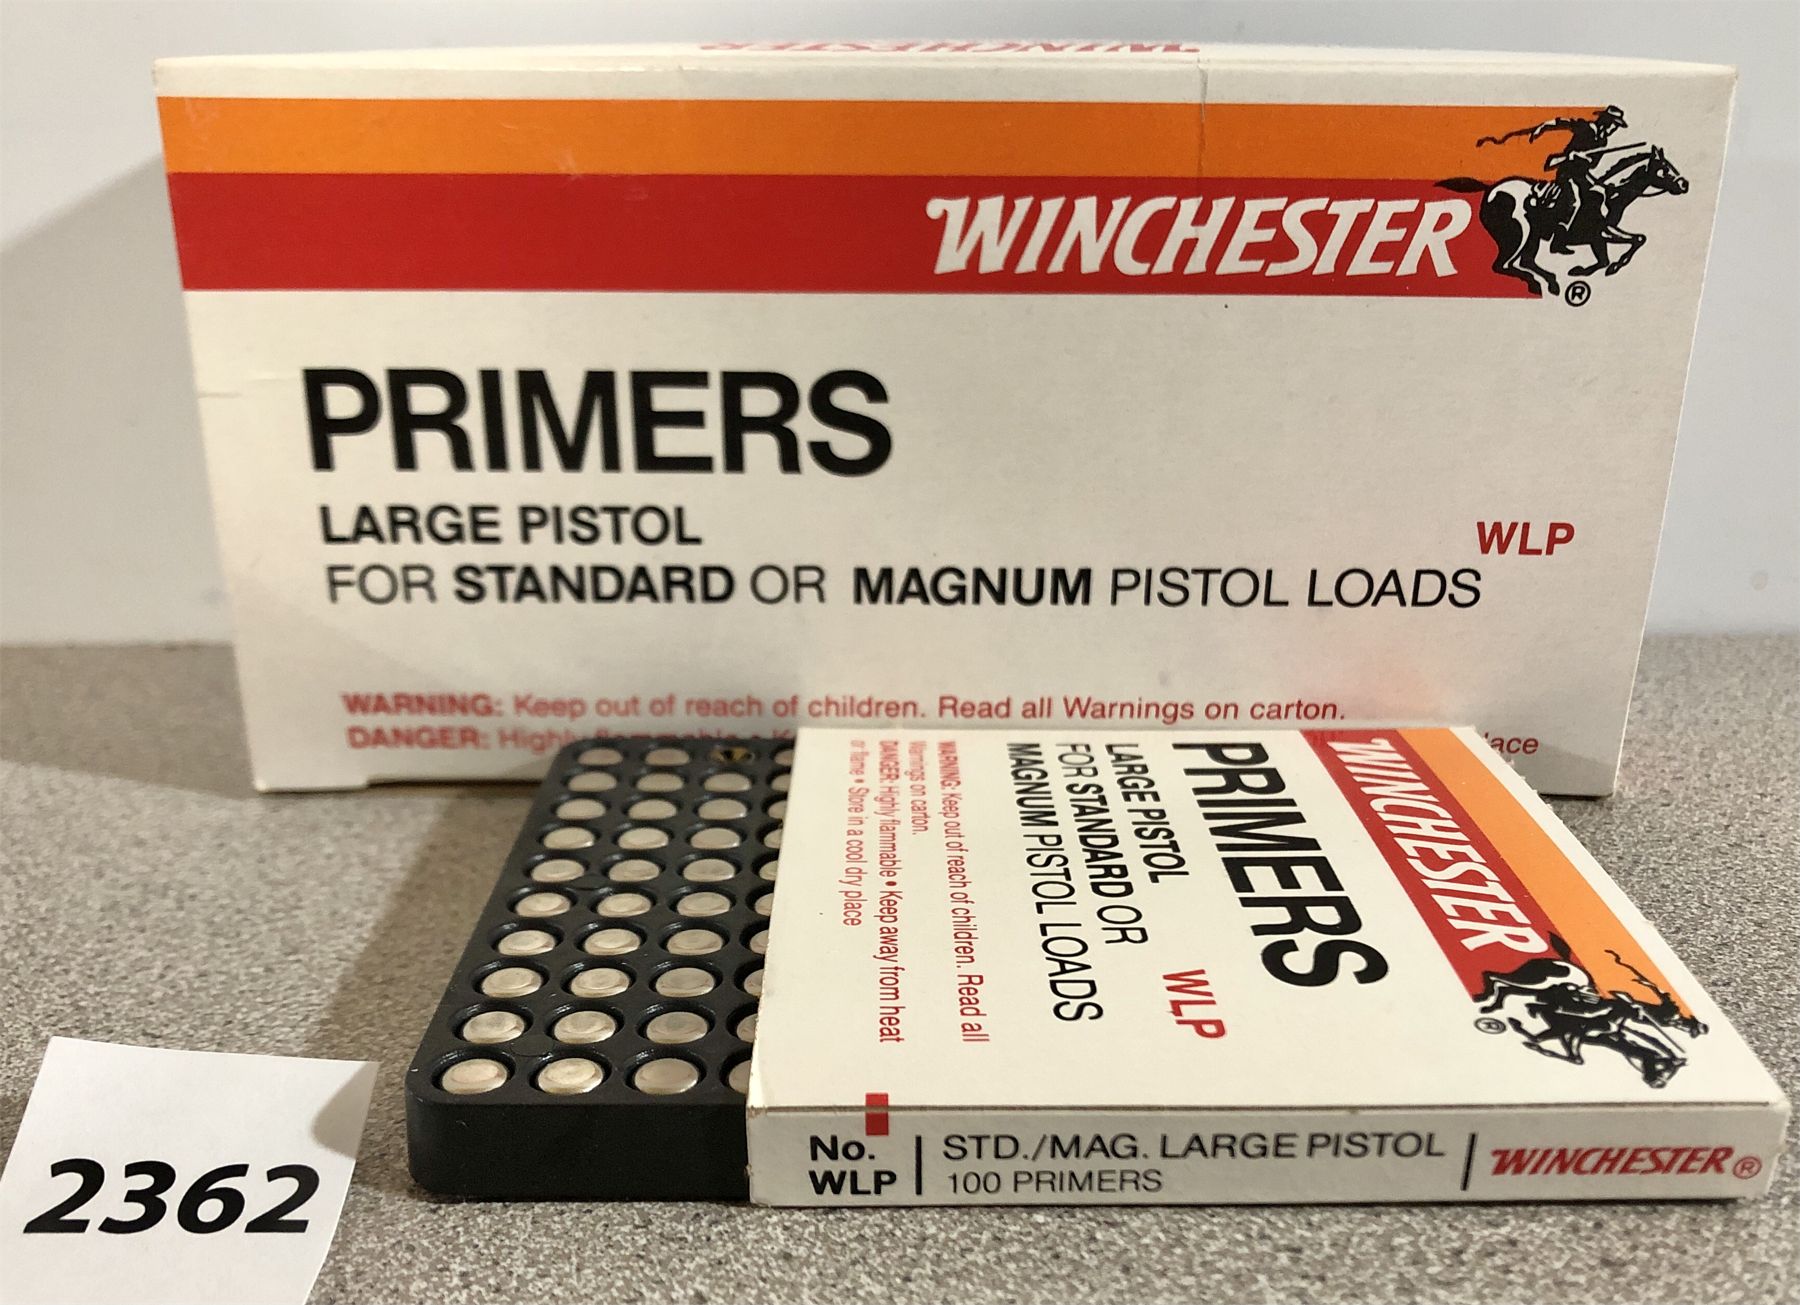 WINCHESTER
WINCHESTER
®
PRIMERS
LARGE PISTOL
WLP
FOR STANDARD OR MAGNUM PISTOL LOADS
WARNING: Keep out of reach of children. Read all Warnings on carton.
DANGER: Highly flammable • K
lace
WINCHESTER
®
PRIMERS
LARGE PISTOL
WLP
FOR STANDARD OR
MAGNUM PISTOL LOADS
WARNING: Keep out of reach of children. Read all
Warnings on carton.
DANGER: Highly flammable • Keep away from heat
or flame • Store in a cool dry place
No. WLP
STD./MAG. LARGE PISTOL
100 PRIMERS
WINCHESTER®
2362